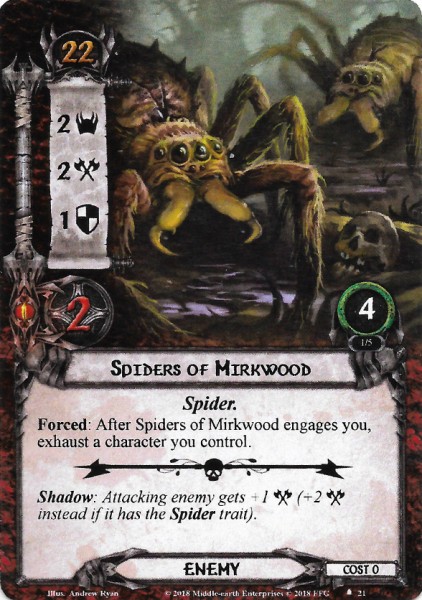 22
2
2
1
2
4
1/5
Spiders of Mirkwood
Spider.
Forced: After Spiders of Mirkwood engages you,
exhaust a character you control.
Shadow: Attacking enemy gets +1 (+2
instead if it has the Spider trait).
ENEMY
COST 0
Illus. Andrew Ryan
© 2018 Middle-earth Enterprises © 2018 FFG
21